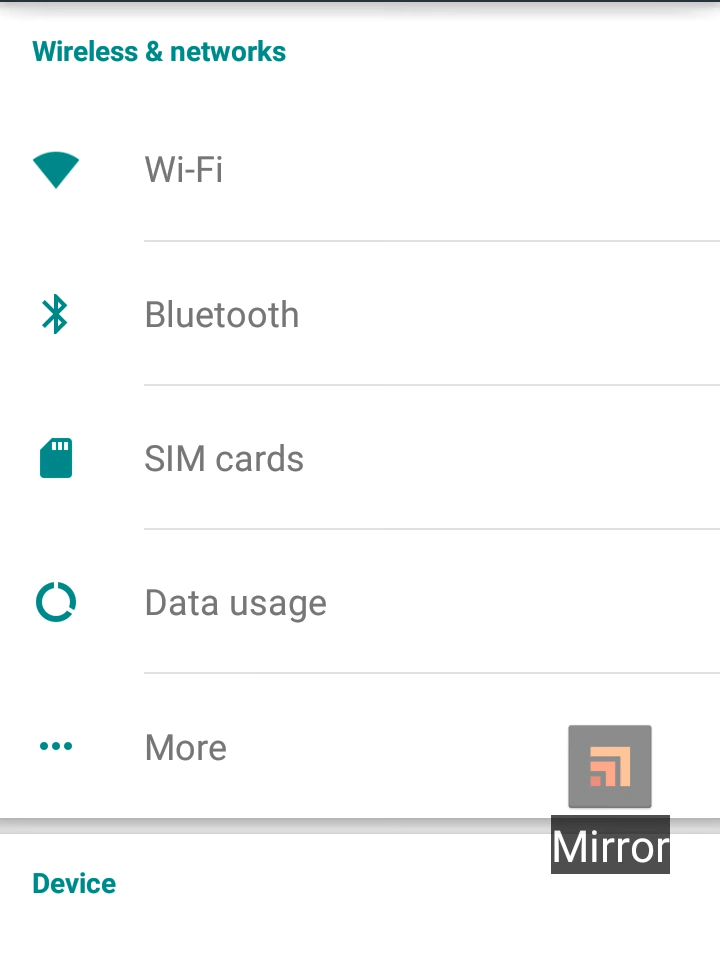 Wireless & networks
Wi-Fi
Bluetooth
SIM cards
Data usage
More
Mirror
Device